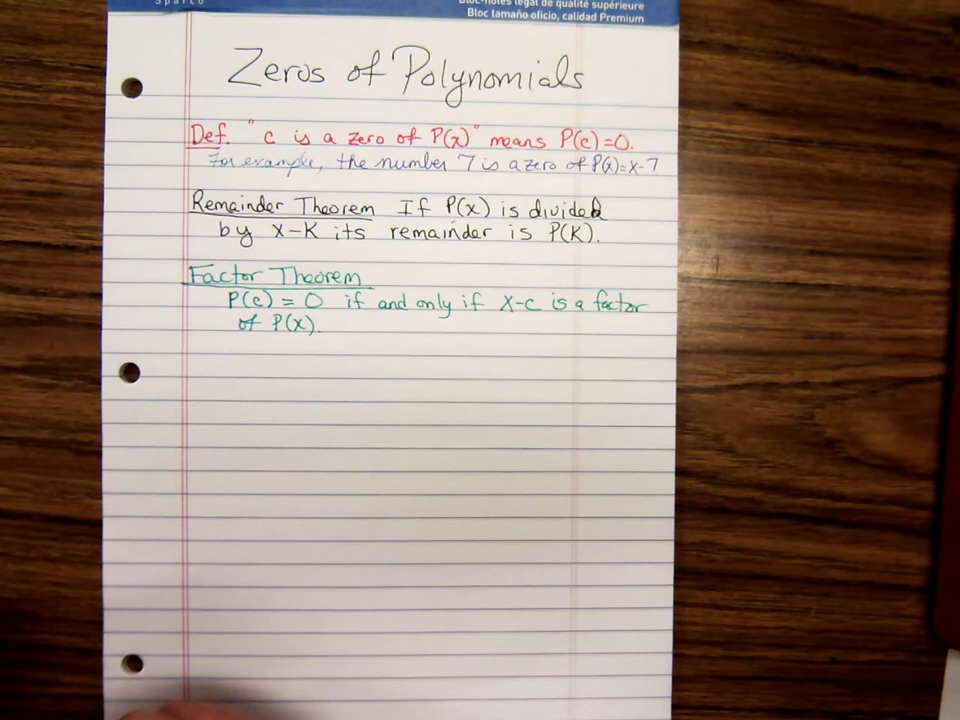 Sparco
Bloc-notes légal de qualité supérieure
Bloc tamaño oficio, calidad Premium
Zeros of Polynomials
Def. "c is a zero of P(x)" means P(c)=0.
For example, the number 7 is a zero of P(x)=x-7
Remainder Theorem If P(x) is divided
by x-K its remainder is P(K).
Factor Theorem
P(c) = 0 if and only if x-c is a factor
of P(x).